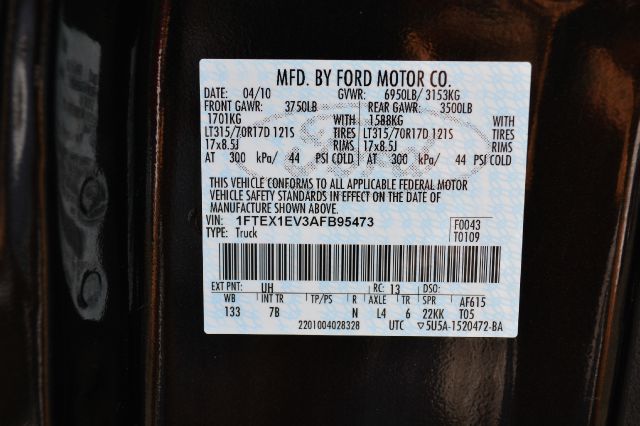 MFD. BY FORD MOTOR CO.
DATE: 04/10 GVWR: 6950LB/ 3153KG
FRONT GAWR: 3750LB REAR GAWR: 3500LB
1701KG WITH 1588KG WITH
LT315/70R17D 121S TIRES LT315/70R17D 121S TIRES
17x8.5J RIMS 17x8.5J RIMS
AT 300 kPa/ 44 PSI COLD AT 300 kPa/ 44 PSI COLD
THIS VEHICLE CONFORMS TO ALL APPLICABLE FEDERAL MOTOR
VEHICLE SAFETY STANDARDS IN EFFECT ON THE DATE OF
MANUFACTURE SHOWN ABOVE.
VIN: 1FTEX1EV3AFB95473 F0043
TYPE: Truck T0109
EXT PNT: UH RC: 13 DSO:
WB INT TR TP/PS R AXLE TR SPR AF615
133 7B N L4 6 22KK T05
2201004028328 UTC ▽5U5A-1520472-BA